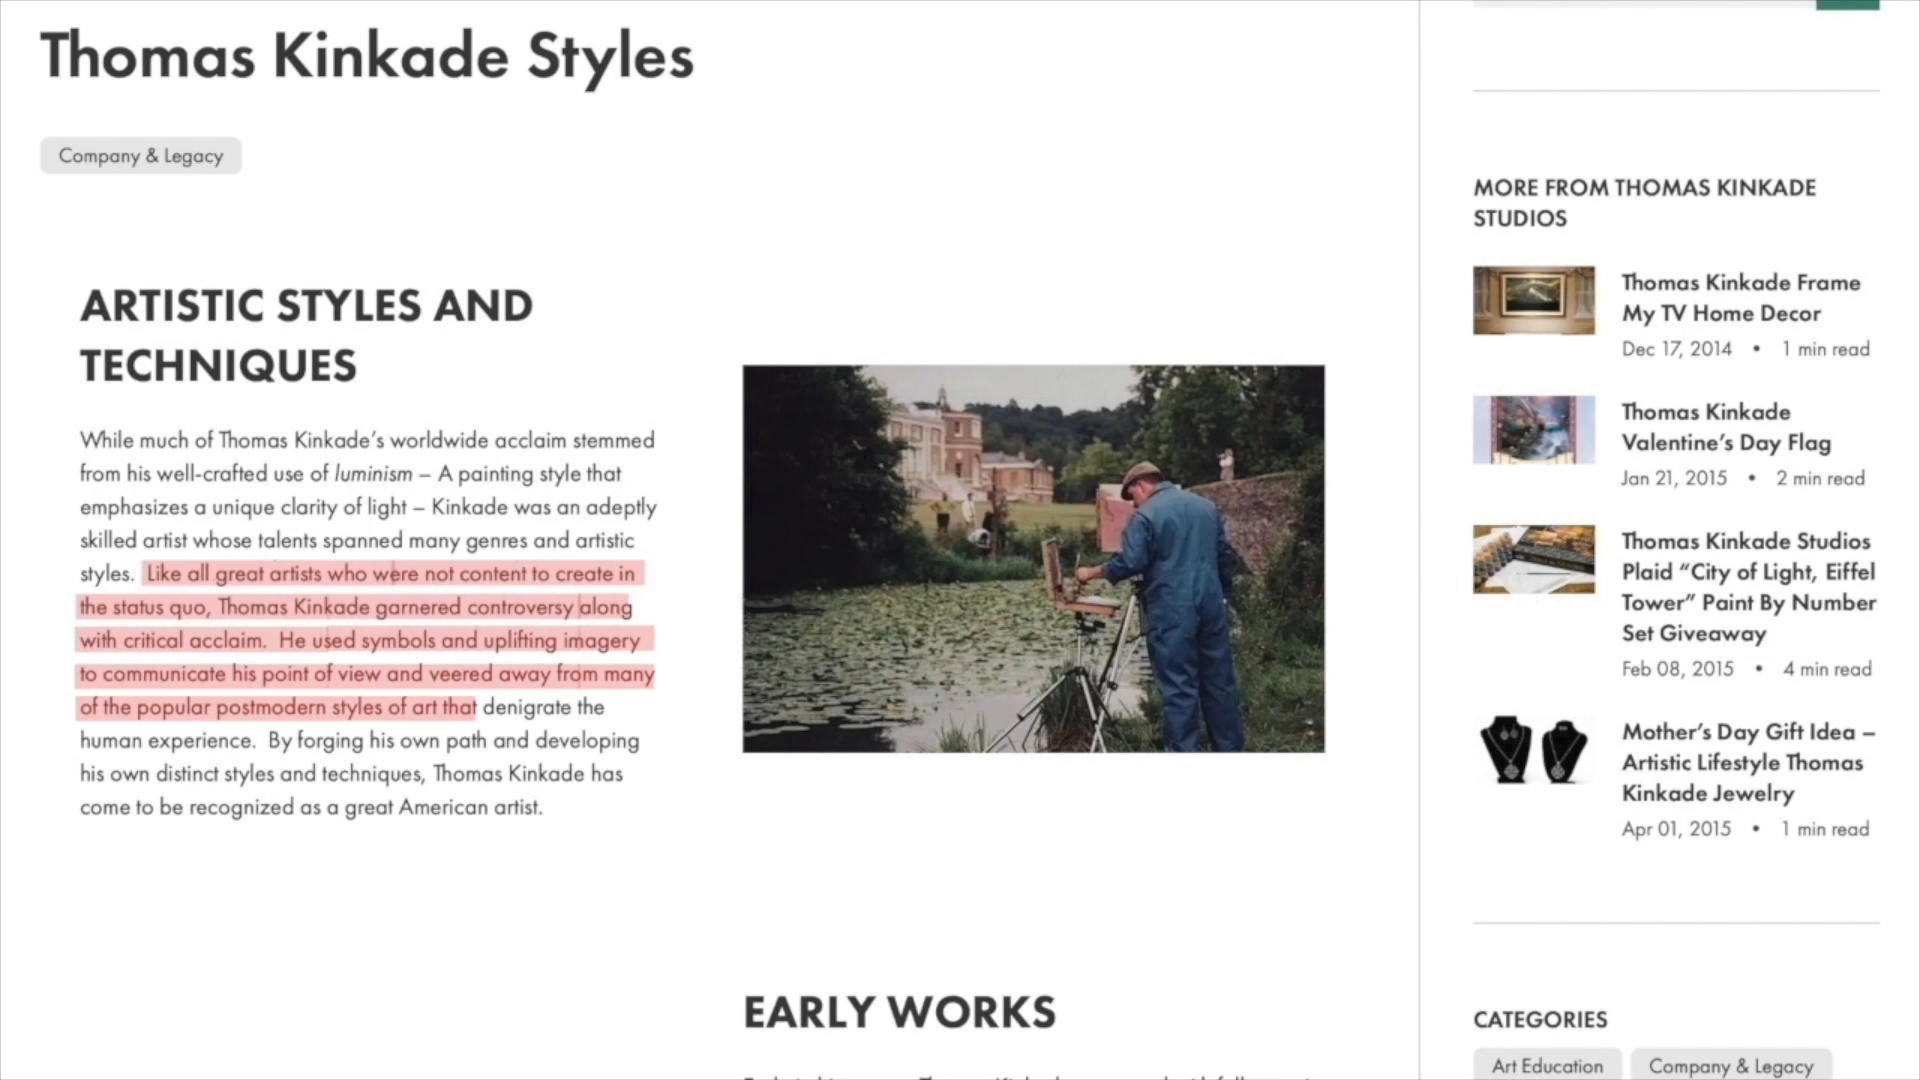 Thomas Kinkade Styles
Company & Legacy
ARTISTIC STYLES AND
TECHNIQUES
While much of Thomas Kinkade's worldwide acclaim stemmed
from his well-crafted use of luminism – A painting style that
emphasizes a unique clarity of light – Kinkade was an adeptly
skilled artist whose talents spanned many genres and artistic
styles.  Like all great artists who were not content to create in
the status quo, Thomas Kinkade garnered controversy along
with critical acclaim.  He used symbols and uplifting imagery
to communicate his point of view and veered away from many
of the popular postmodern styles of art that denigrate the
human experience.  By forging his own path and developing
his own distinct styles and techniques, Thomas Kinkade has
come to be recognized as a great American artist.
EARLY WORKS
MORE FROM THOMAS KINKADE
STUDIOS
Thomas Kinkade Frame
My TV Home Decor
Dec 17, 2014 • 1 min read
Thomas Kinkade
Valentine's Day Flag
Jan 21, 2015 • 2 min read
Thomas Kinkade Studios
Plaid “City of Light, Eiffel
Tower” Paint By Number
Set Giveaway
Feb 08, 2015 • 4 min read
Mother's Day Gift Idea –
Artistic Lifestyle Thomas
Kinkade Jewelry
Apr 01, 2015 • 1 min read
CATEGORIES
Art Education
Company & Legacy